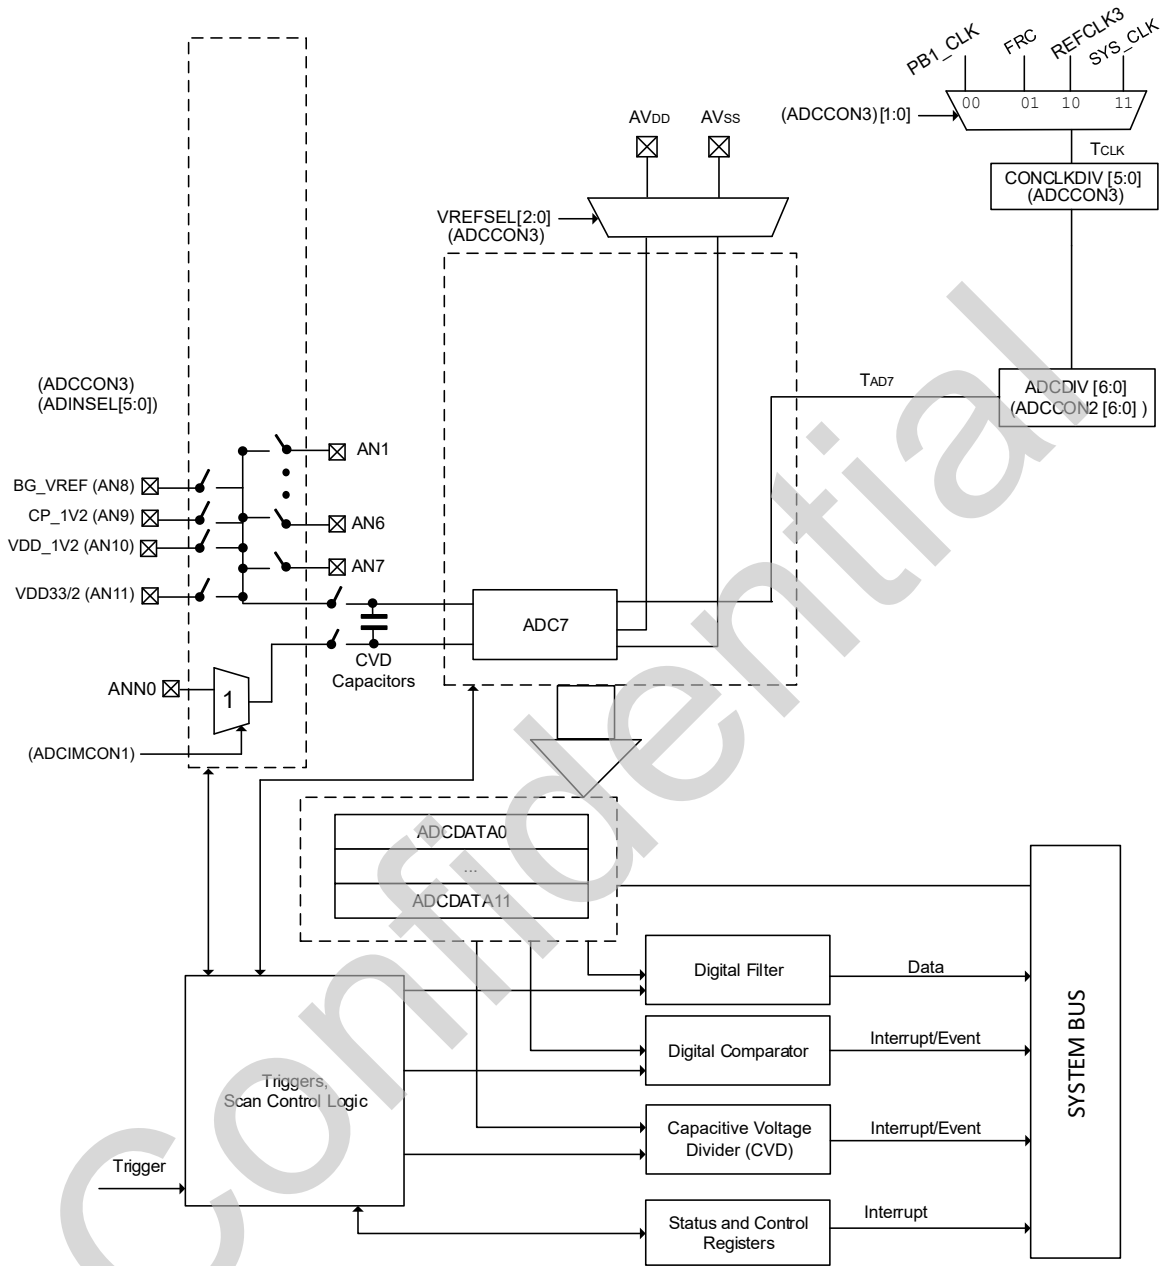 PB1_CLK
FRC
REFCLK3
SYS_CLK
00 01 10 11
(ADCCON3)[1:0]
TCLK
CONCLKDIV [5:0]
(ADCCON3)
AVDD
AVSS
VREFSEL[2:0]
(ADCCON3)
(ADCCON3)
(ADINSEL[5:0])
TAD7
ADCDIV [6:0]
(ADCCON2 [6:0] )
AN1
BG_VREF (AN8)
CP_1V2 (AN9)
AN6
VDD_1V2 (AN10)
AN7
VDD33/2 (AN11)
ADC7
CVD
Capacitors
ANN0
1
(ADCIMCON1)
ADCDATA0
...
ADCDATA11
Digital Filter
Data
Digital Comparator
Interrupt/Event
Triggers,
Scan Control Logic
Capacitive Voltage
Divider (CVD)
Interrupt/Event
Trigger
Status and Control
Registers
Interrupt
SYSTEM BUS
Confidential